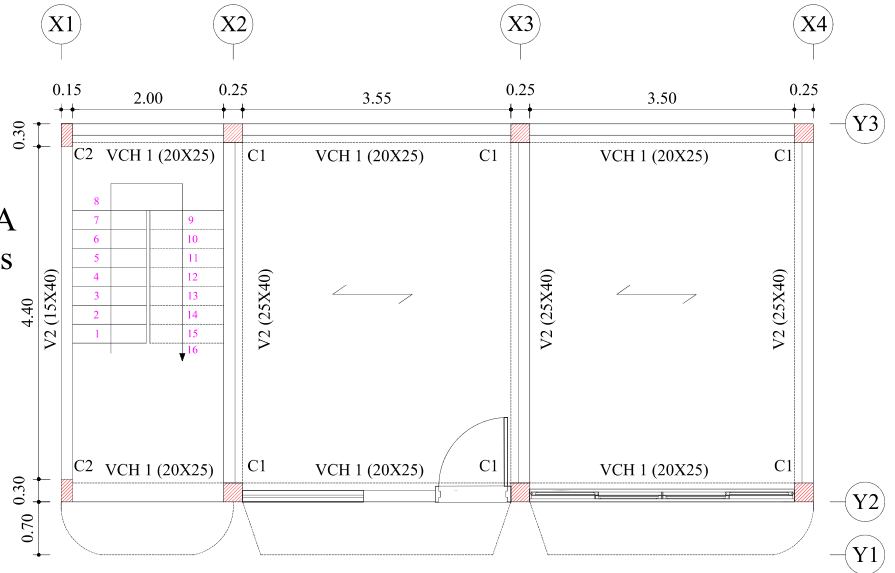 X1 X2 X3 X4
0.15 2.00 0.25 3.55 0.25 3.50 0.25
Y3
0.30
C2 VCH 1 (20X25) C1 VCH 1 (20X25) C1 VCH 1 (20X25) C1
8
A
7 9
6 10
s
5 11
4 12
3 13
2 14
1 15
16
4.40
V2 (15X40) V2 (25X40) V2 (25X40) V2 (25X40)
C2 VCH 1 (20X25) C1 VCH 1 (20X25) C1 VCH 1 (20X25) C1
0.30
Y2
0.70
Y1